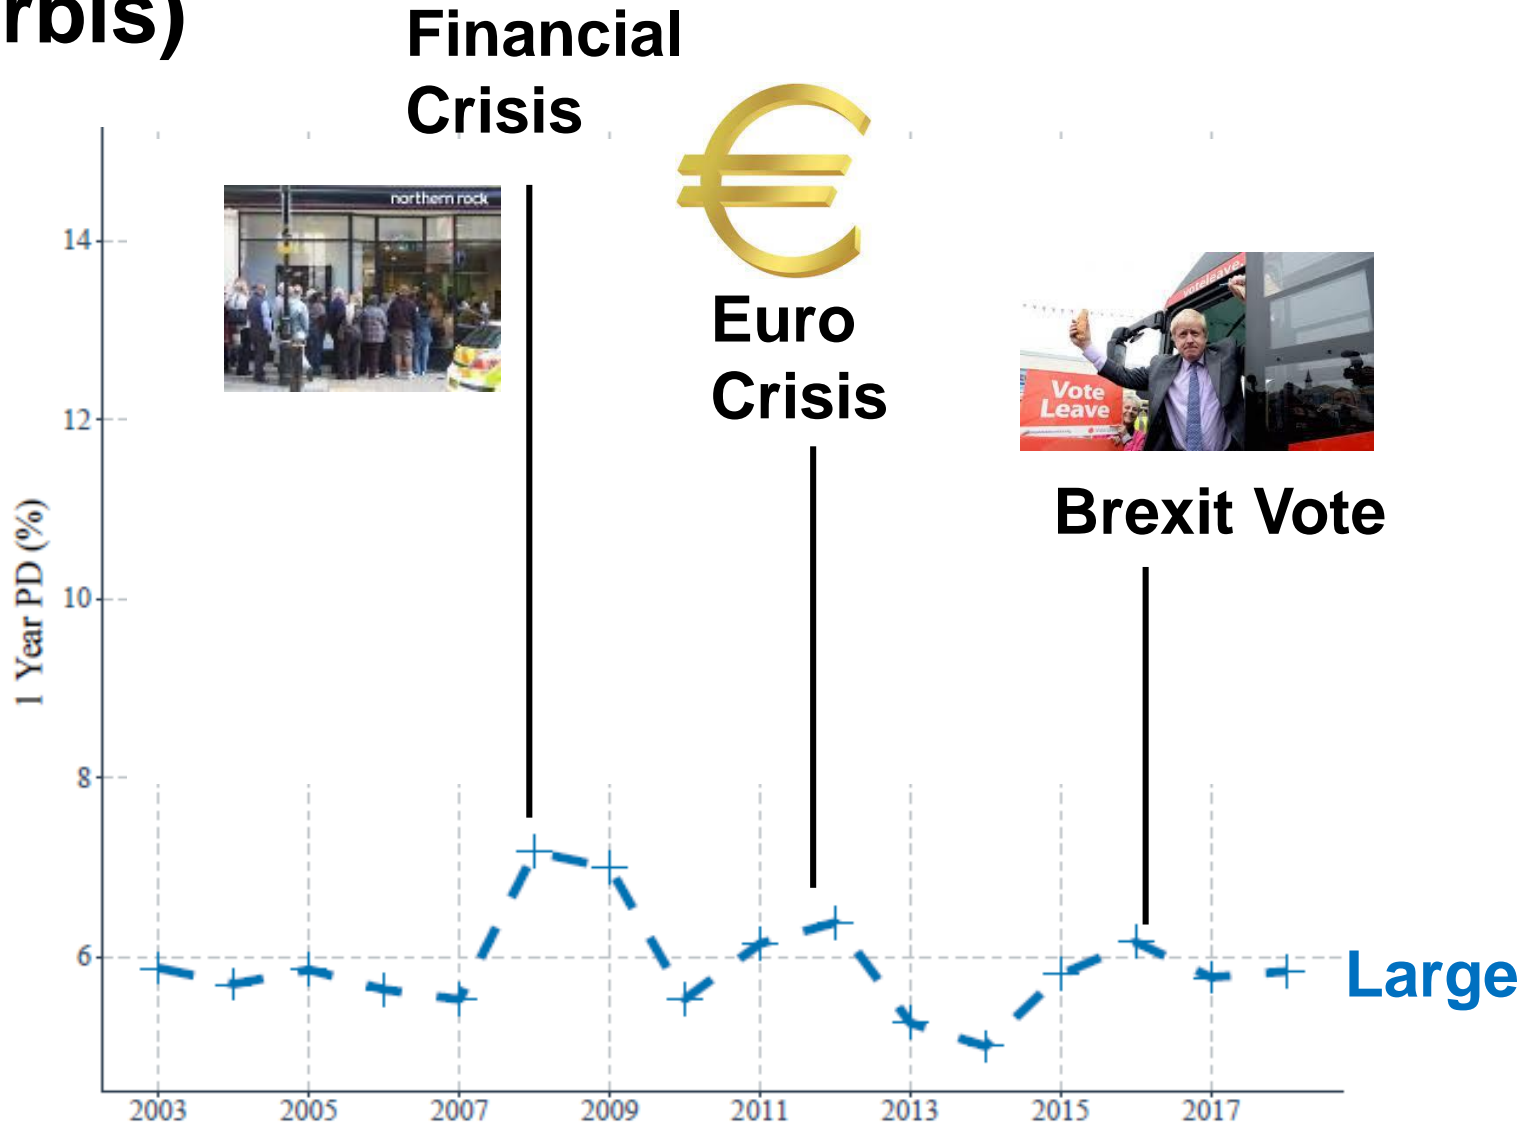 rbis)
Financial
Crisis
northern rock
Euro
Crisis
voteleave.
Vote
Leave
Brexit Vote
1 Year PD (%)
14
12
10
8
6
Large
2003 2005 2007 2009 2011 2013 2015 2017